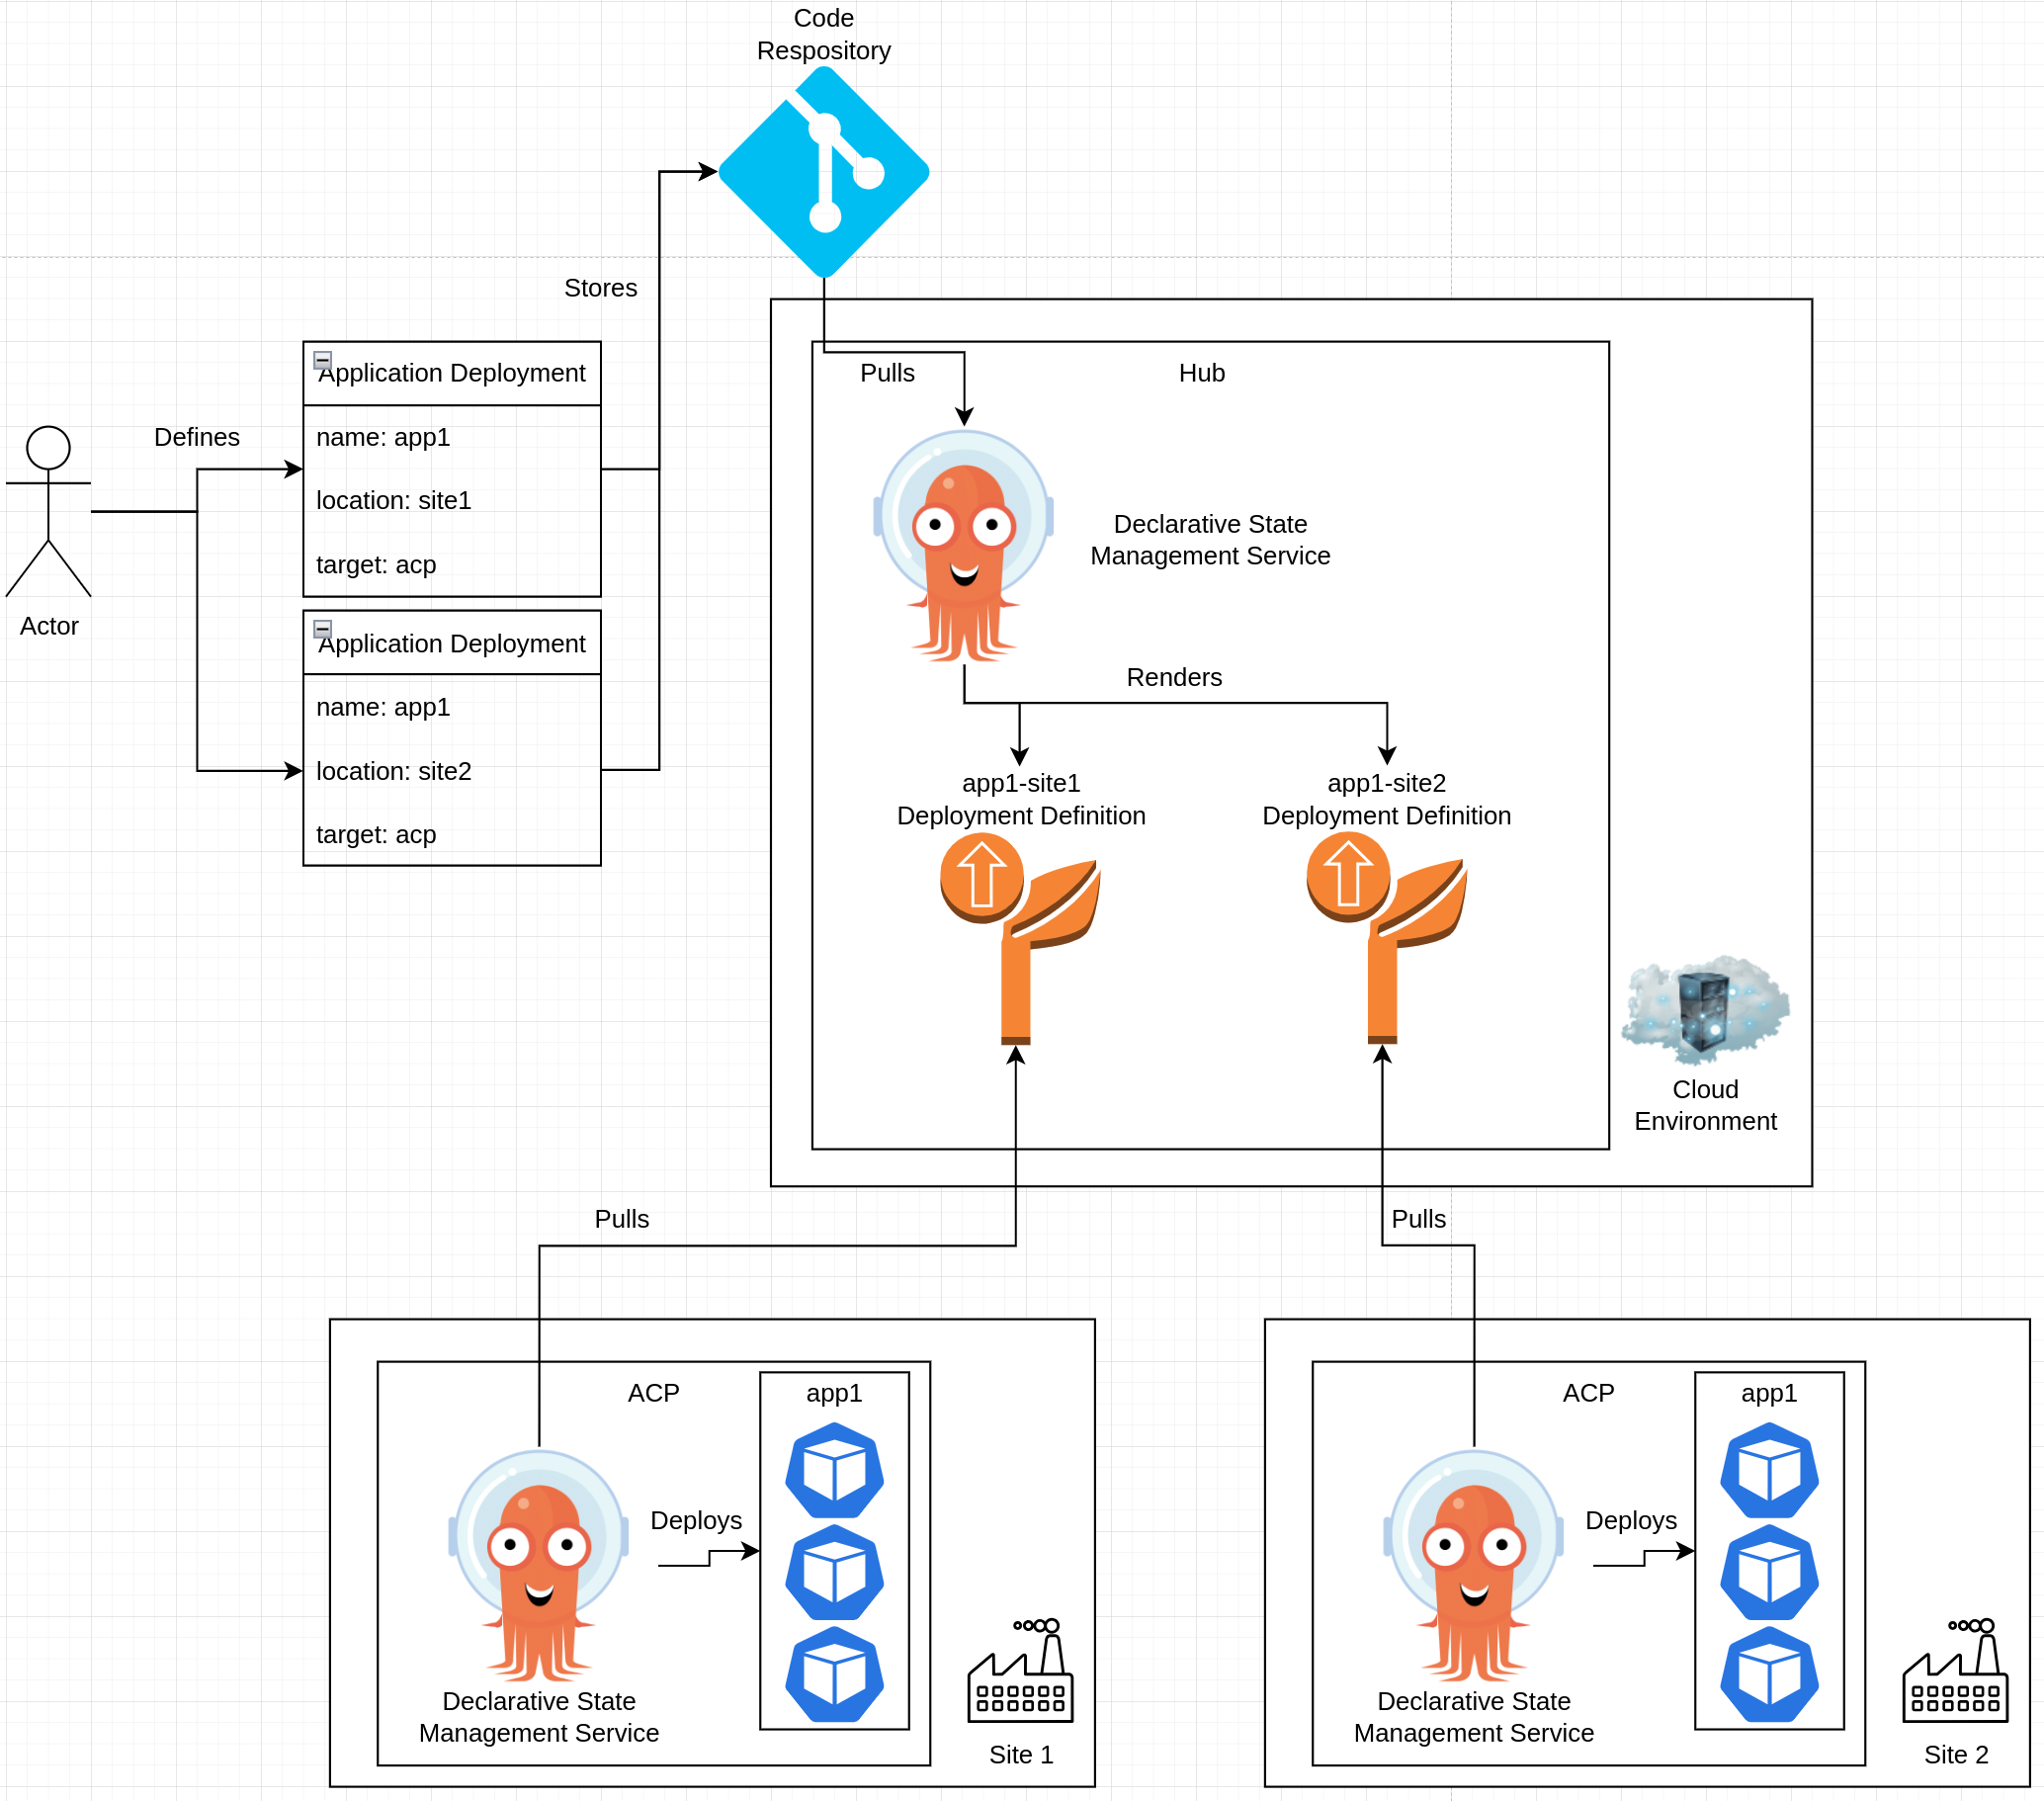 Code
Respository
Stores
Application Deployment
name: app1
location: site1
target: acp
Defines
Actor
Application Deployment
name: app1
location: site2
target: acp
Pulls
Hub
Declarative State
Management Service
Renders
app1-site1
Deployment Definition
app1-site2
Deployment Definition
Cloud
Environment
Pulls
Pulls
ACP
app1
Deploys
Declarative State
Management Service
Site 1
ACP
app1
Deploys
Declarative State
Management Service
Site 2